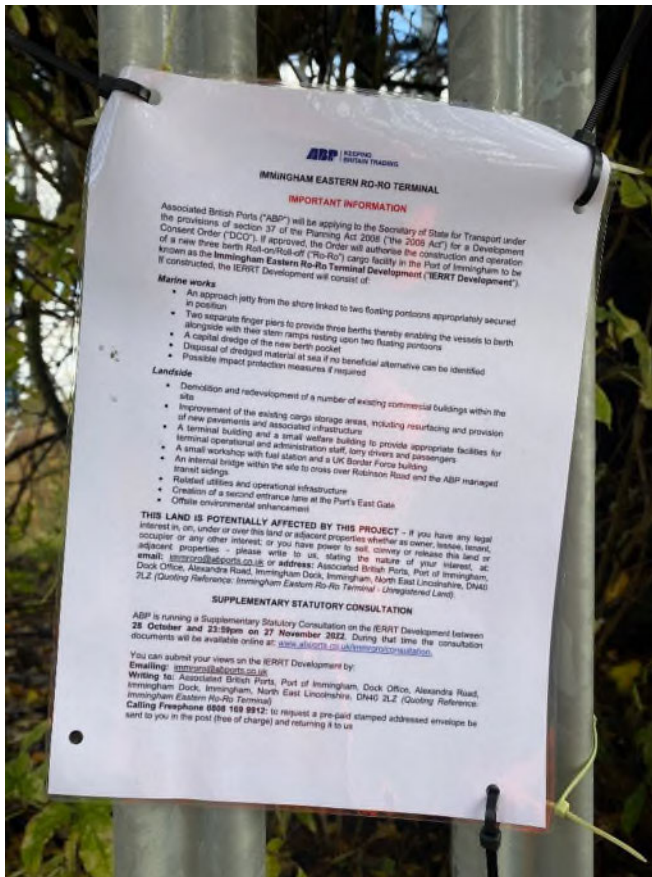 ABP KEEPING
BRITAIN TRADING
IMMINGHAM EASTERN RO-RO TERMINAL
IMPORTANT INFORMATION
Associated British Ports ("ABP") will be applying to the Secretary of State for Transport under
the provisions of section 37 of the Planning Act 2008 ("the 2008 Act") for a Development
Consent Order ("DCO"). If approved, the Order will authorise the construction and operation
of a new three berth Roll-on/Roll-off ("Ro-Ro") cargo facility in the Port of Immingham to be
known as the Immingham Eastern Ro-Ro Terminal Development ("IERRT Development").
If constructed, the IERRT Development will consist of:
Marine works
• An approach jetty from the shore linked to two floating pontoons appropriately secured
in position
• Two separate finger piers to provide three berths thereby enabling the vessels to berth
alongside with their stern ramps resting upon two floating pontoons
• A capital dredge of the new berth pocket
• Disposal of dredged material at sea if no beneficial alternative can be identified
• Possible impact protection measures if required
Landside
• Demolition and redevelopment of a number of existing commercial buildings within the
site
• Improvement of the existing cargo storage areas, including resurfacing and provision
of new pavements and associated infrastructure
• A terminal building and a small welfare building to provide appropriate facilities for
terminal operational and administration staff, lorry drivers and passengers
• A small workshop with fuel station and a UK Border Force building
• An internal bridge within the site to cross over Robinson Road and the ABP managed
transit sidings
• Related utilities and operational infrastructure
• Creation of a second entrance lane at the Port's East Gate
• Offsite environmental enhancement
THIS LAND IS POTENTIALLY AFFECTED BY THIS PROJECT - If you have any legal
interest in, on, under or over this land or adjacent properties whether as owner, lessee, tenant,
occupier or any other interest; or you have power to sell, convey or release this land or
adjacent properties - please write to us, stating the nature of your interest, at:
email: immroro@abports.co.uk or address: Associated British Ports, Port of Immingham,
Dock Office, Alexandra Road, Immingham Dock, Immingham, North East Lincolnshire, DN40
2LZ (Quoting Reference: Immingham Eastern Ro-Ro Terminal - Unregistered Land).
SUPPLEMENTARY STATUTORY CONSULTATION
ABP is running a Supplementary Statutory Consultation on the IERRT Development between
28 October and 23:59pm on 27 November 2022. During that time the consultation
documents will be available online at: www.abports.co.uk/immroro/consultation.
You can submit your views on the IERRT Development by:
Emailing: immroro@abports.co.uk
Writing to: Associated British Ports, Port of Immingham, Dock Office, Alexandra Road,
Immingham Dock, Immingham, North East Lincolnshire, DN40 2LZ (Quoting Reference:
Immingham Eastern Ro-Ro Terminal)
Calling Freephone 0808 169 9912: to request a pre-paid stamped addressed envelope be
sent to you in the post (free of charge) and returning it to us